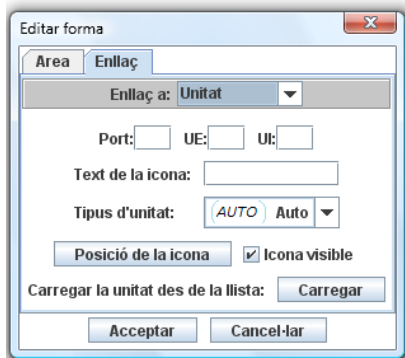 Editar forma
Area Enllaç
Enllaç a: Unitat
Port: UE: UI:
Text de la icona:
Tipus d'unitat: AUTO Auto
Posició de la icona Icona visible
Carregar la unitat des de la llista: Carregar
Acceptar Cancel·lar